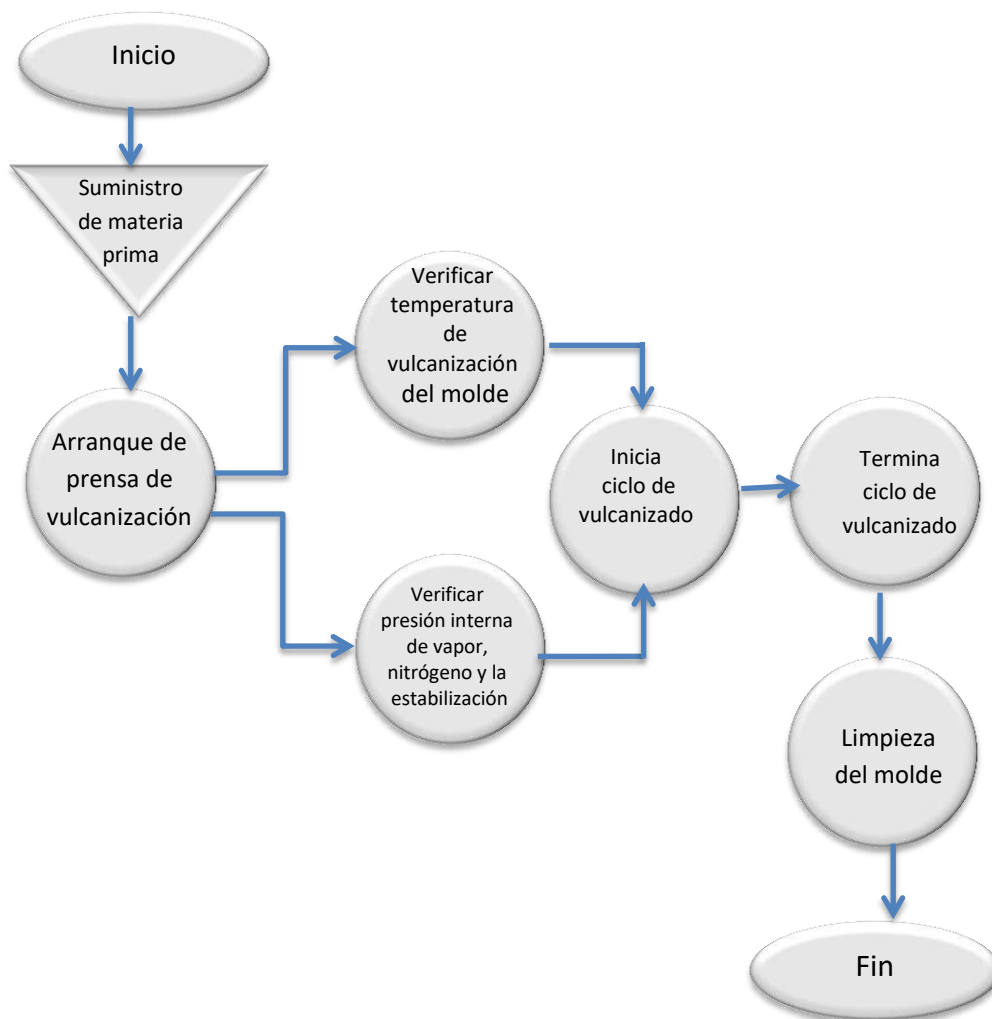 Inicio
Suministro
de materia
prima
Arranque de
prensa de
vulcanización
Verificar
temperatura
de
vulcanización
del molde
Verificar
presión interna
de vapor,
nitrógeno y la
estabilización
Inicia
ciclo de
vulcanizado
Termina
ciclo de
vulcanizado
Limpieza
del molde
Fin